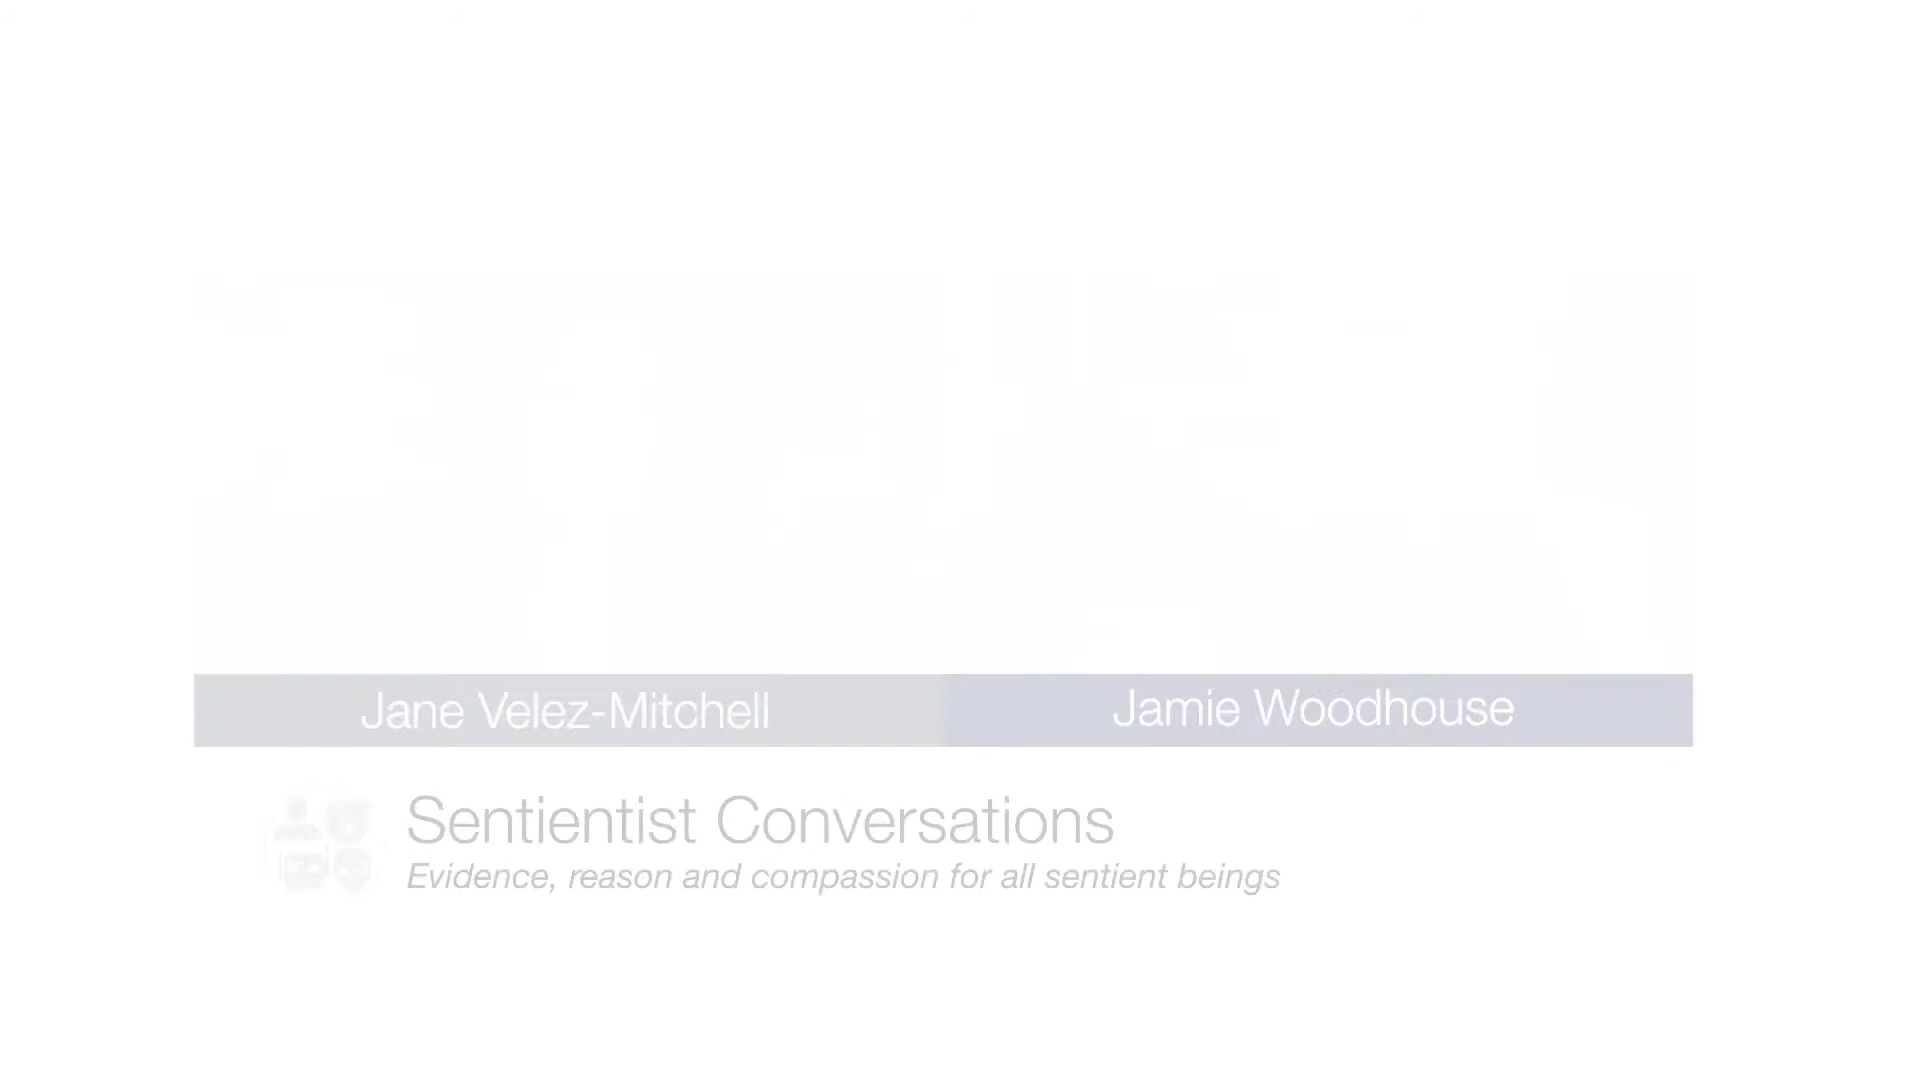 Jane Velez-Mitchell
Jamie Woodhouse
Sentientist Conversations
Evidence, reason and compassion for all sentient beings